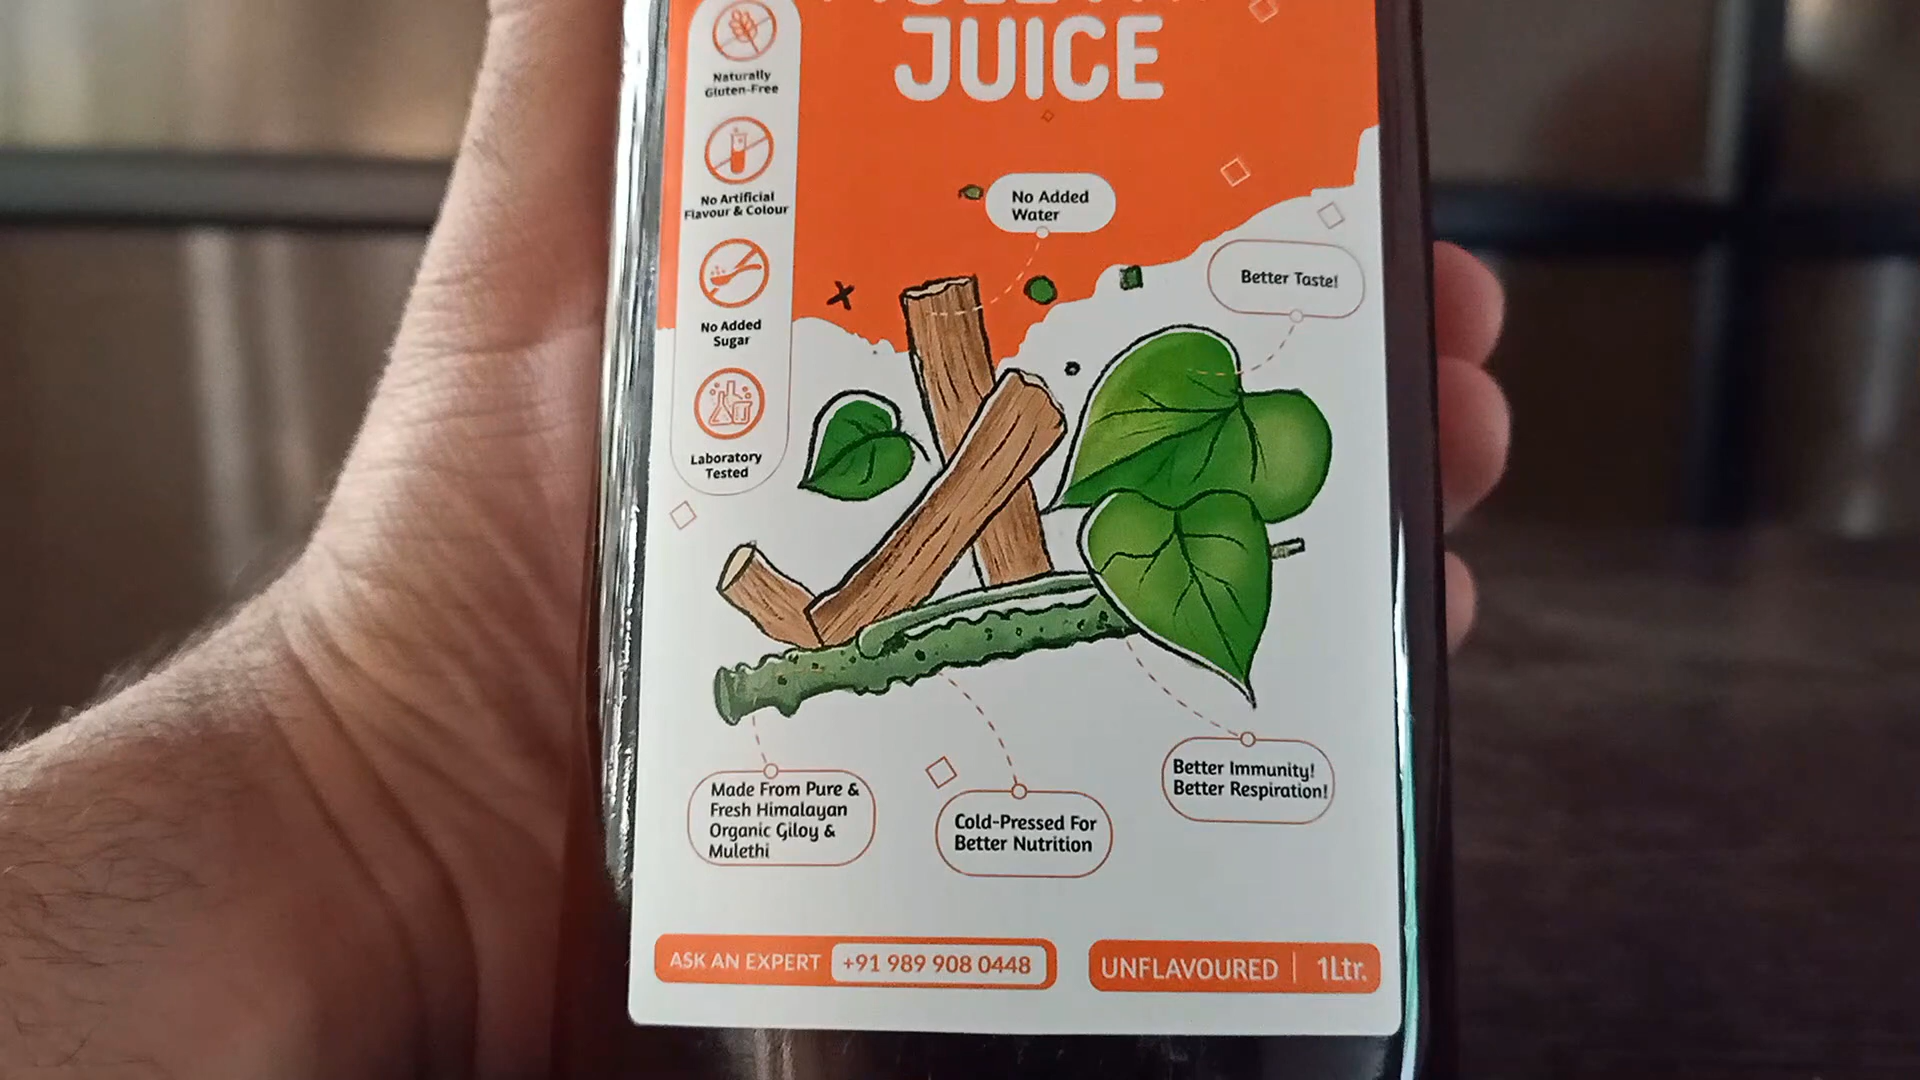 JUICE
Naturally
Gluten-Free
No Artificial
Flavour & Colour
No Added
Sugar
Laboratory
Tested
No Added
Water
Better Taste!
Made From Pure &
Fresh Himalayan
Organic Giloy &
Mulethi
Cold-Pressed For
Better Nutrition
Better Immunity!
Better Respiration!
ASK AN EXPERT +91 989 908 0448
UNFLAVOURED | 1Ltr.